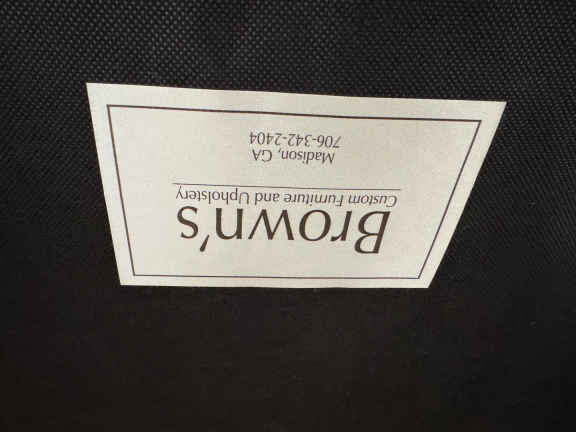 Brown's
Custom Furniture and Upholstery
Madison, GA
706-342-2404